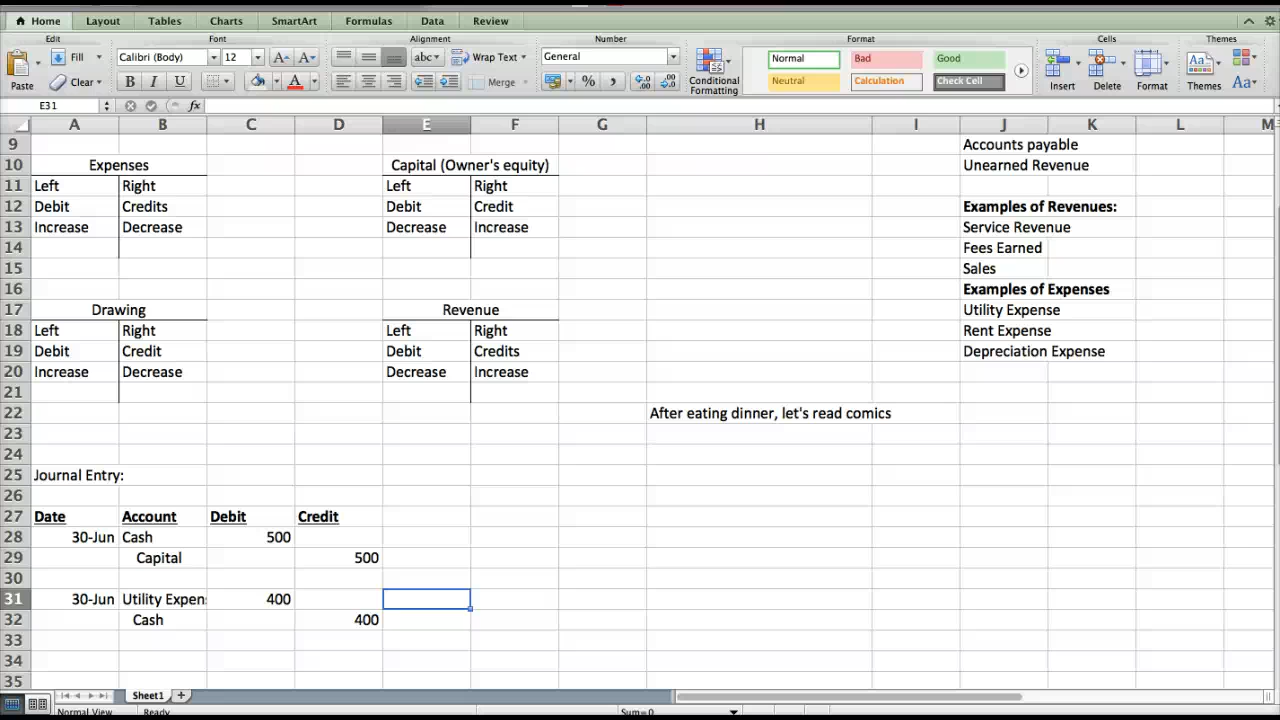 Home Layout Tables Charts SmartArt Formulas Data Review
Edit Font Alignment Number Format Cells Themes
Fill Calibri (Body) 12 A A abc Wrap Text General Normal Bad Good
Paste Clear B I U A Merge % , Conditional Formatting Neutral Calculation Check Cell Insert Delete Format Themes Aa
E31 fx
A B C D E F G H I J K L M
9 Accounts payable
10 Expenses Capital (Owner's equity) Unearned Revenue
11 Left Right Left Right
12 Debit Credits Debit Credit Examples of Revenues:
13 Increase Decrease Decrease Increase Service Revenue
14 Fees Earned
15 Sales
16 Examples of Expenses
17 Drawing Revenue Utility Expense
18 Left Right Left Right Rent Expense
19 Debit Credit Debit Credits Depreciation Expense
20 Increase Decrease Decrease Increase
21
22 After eating dinner, let's read comics
23
24
25 Journal Entry:
26
27 Date Account Debit Credit
28 30-Jun Cash 500
29 Capital 500
30
31 30-Jun Utility Expen 400
32 Cash 400
33
34
35
Sheet1
Normal View Ready Sum=0